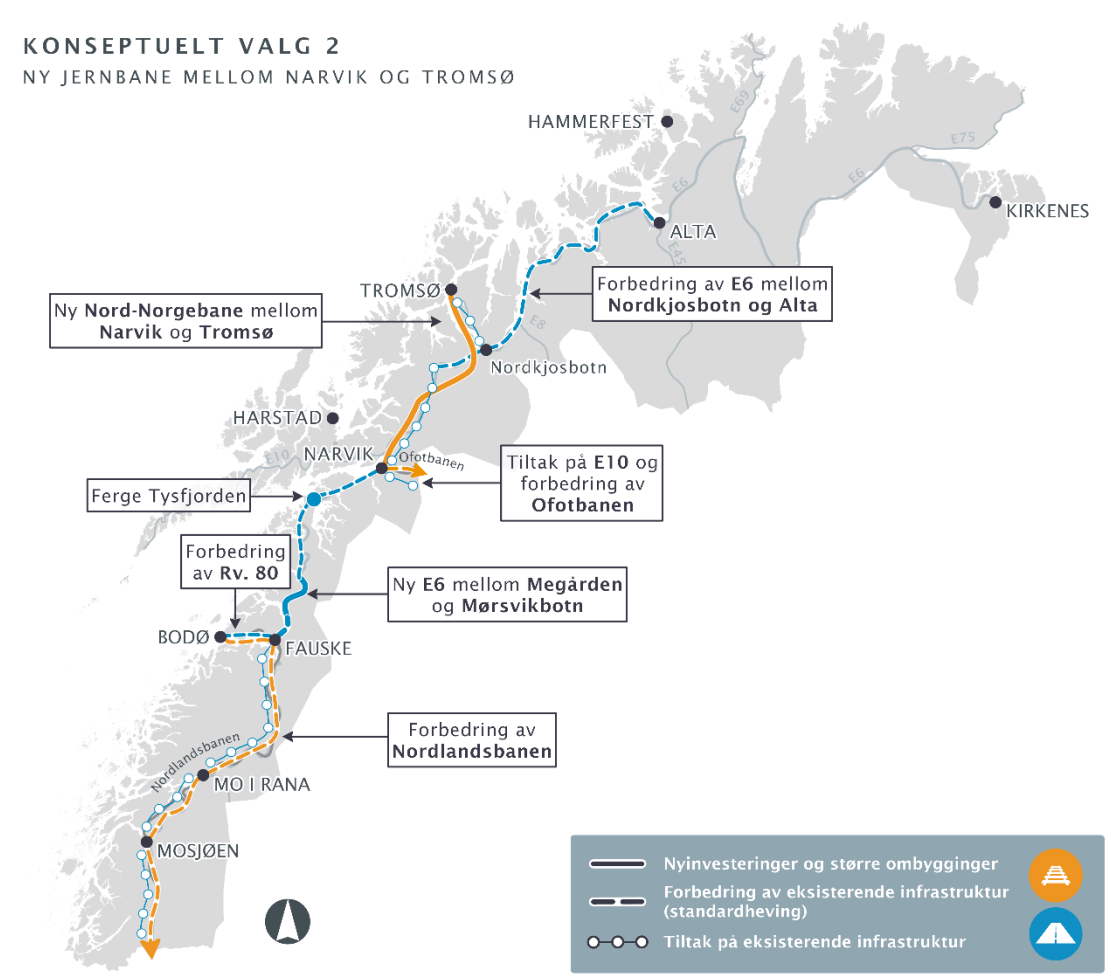 KONSEPTUELT VALG 2
NY JERNBANE MELLOM NARVIK OG TROMSØ
E69
HAMMERFEST
E75
E6
E6
KIRKENES
ALTA
E45
TROMSØ
Forbedring av E6 mellom
Nordkjosbotn og Alta
Ny Nord-Norgebane mellom
Narvik og Tromsø
E8
Nordkjosbotn
HARSTAD
NARVIK
Ofotbanen
E10
Tiltak på E10 og
forbedring av
Ofotbanen
Ferge Tysfjorden
Forbedring
av Rv. 80
Ny E6 mellom Megården
og Mørsvikbotn
BODØ
FAUSKE
Forbedring av
Nordlandsbanen
Nordlandsbanen
MO I RANA
MOSJØEN
Nyinvesteringer og større ombygginger
Forbedring av eksisterende infrastruktur
(standardheving)
Tiltak på eksisterende infrastruktur